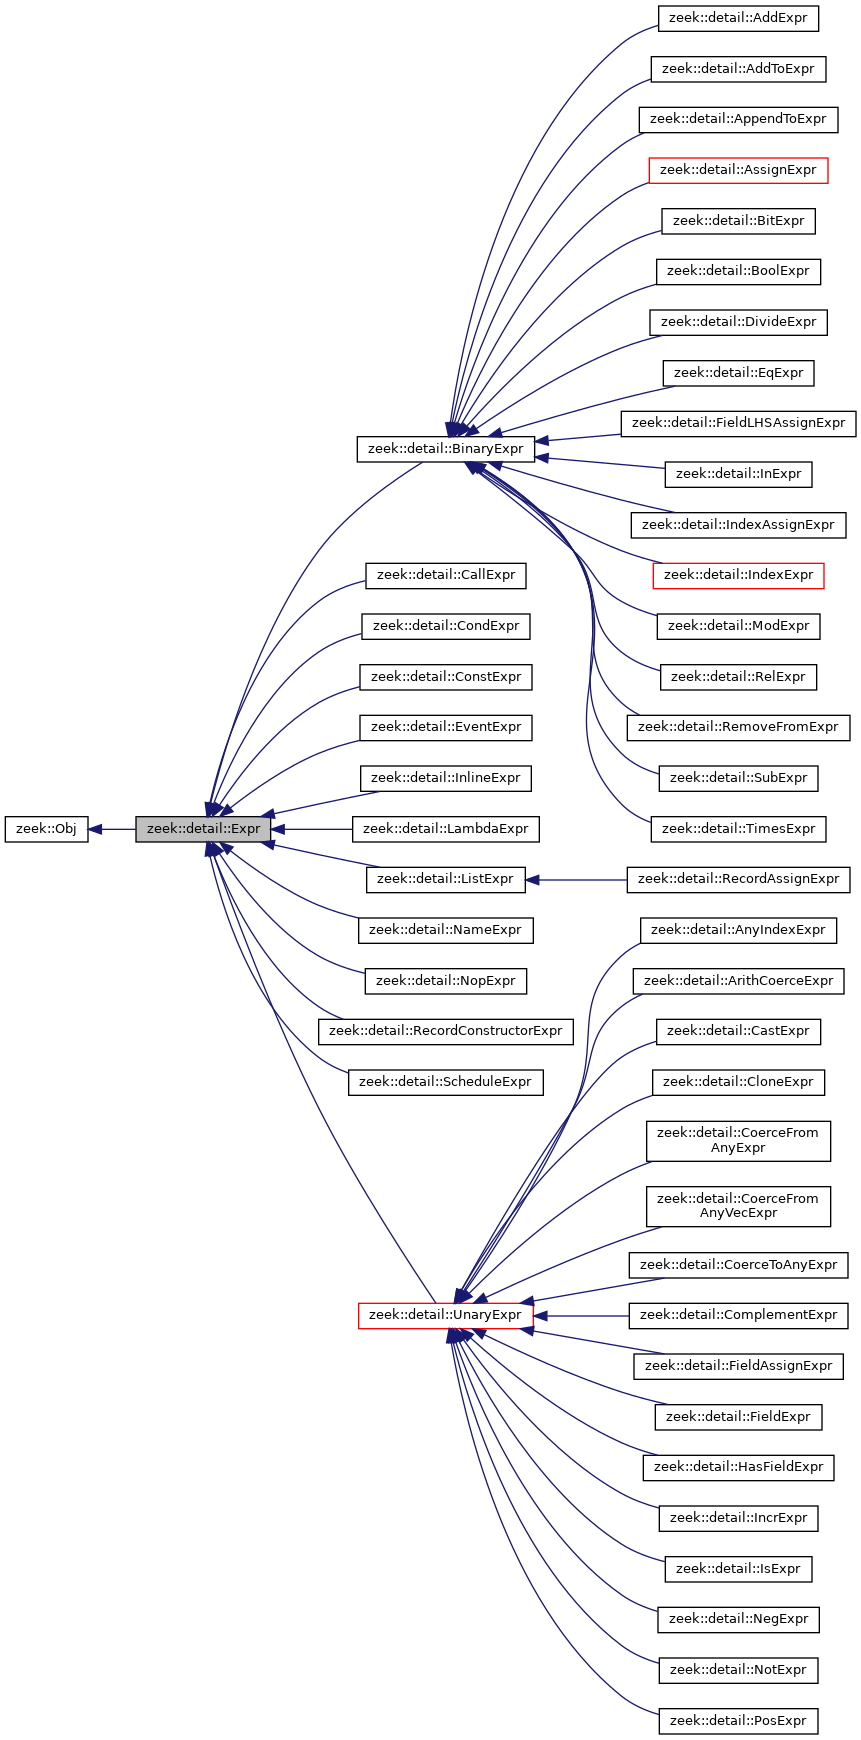 zeek::detail::AddExpr
zeek::detail::AddToExpr
zeek::detail::AppendToExpr
zeek::detail::AssignExpr
zeek::detail::BitExpr
zeek::detail::BoolExpr
zeek::detail::DivideExpr
zeek::detail::EqExpr
zeek::detail::FieldLHSAssignExpr
zeek::detail::BinaryExpr
zeek::detail::InExpr
zeek::detail::IndexAssignExpr
zeek::detail::CallExpr
zeek::detail::IndexExpr
zeek::detail::CondExpr
zeek::detail::ModExpr
zeek::detail::ConstExpr
zeek::detail::RelExpr
zeek::detail::EventExpr
zeek::detail::RemoveFromExpr
zeek::detail::InlineExpr
zeek::detail::SubExpr
zeek::Obj
zeek::detail::Expr
zeek::detail::LambdaExpr
zeek::detail::TimesExpr
zeek::detail::ListExpr
zeek::detail::RecordAssignExpr
zeek::detail::NameExpr
zeek::detail::AnyIndexExpr
zeek::detail::NopExpr
zeek::detail::ArithCoerceExpr
zeek::detail::RecordConstructorExpr
zeek::detail::CastExpr
zeek::detail::ScheduleExpr
zeek::detail::CloneExpr
zeek::detail::CoerceFrom
AnyExpr
zeek::detail::CoerceFrom
AnyVecExpr
zeek::detail::CoerceToAnyExpr
zeek::detail::UnaryExpr
zeek::detail::ComplementExpr
zeek::detail::FieldAssignExpr
zeek::detail::FieldExpr
zeek::detail::HasFieldExpr
zeek::detail::IncrExpr
zeek::detail::IsExpr
zeek::detail::NegExpr
zeek::detail::NotExpr
zeek::detail::PosExpr